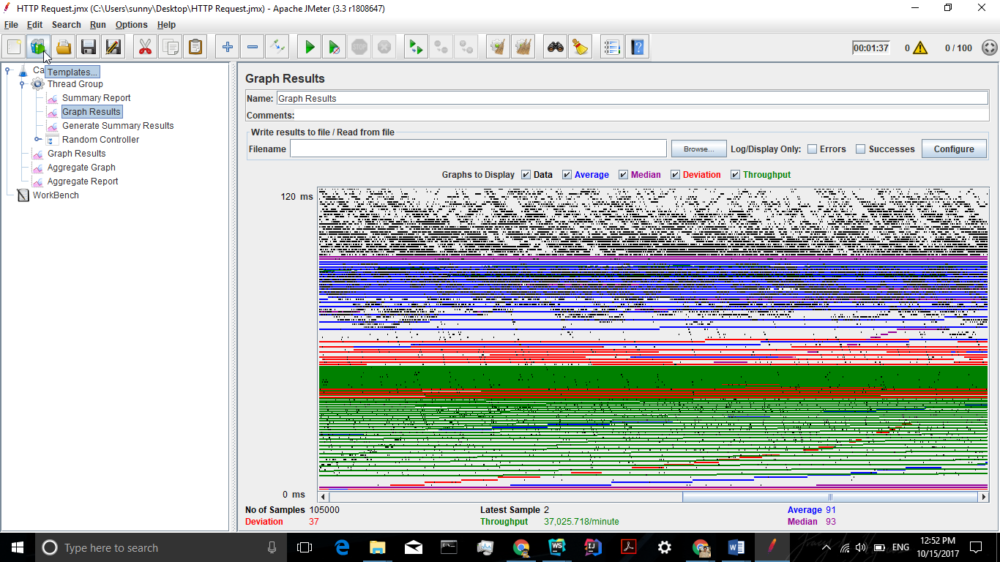 HTTP Request.jmx (C:\Users\sunny\Desktop\HTTP Request.jmx) - Apache JMeter (3.3 r1808647)
File Edit Search Run Options Help
00:01:37 0 0 / 100
Templates...
Thread Group
Summary Report
Graph Results
Generate Summary Results
Random Controller
Graph Results
Aggregate Graph
Aggregate Report
WorkBench
Graph Results
Name: Graph Results
Comments:
Write results to file / Read from file
Filename Browse... Log/Display Only: Errors Successes Configure
Graphs to Display Data Average Median Deviation Throughput
120 ms
0 ms
No of Samples 105000 Latest Sample 2 Average 91
Deviation 37 Throughput 37,025.718/minute Median 93
Type here to search
ENG
12:52 PM
10/15/2017